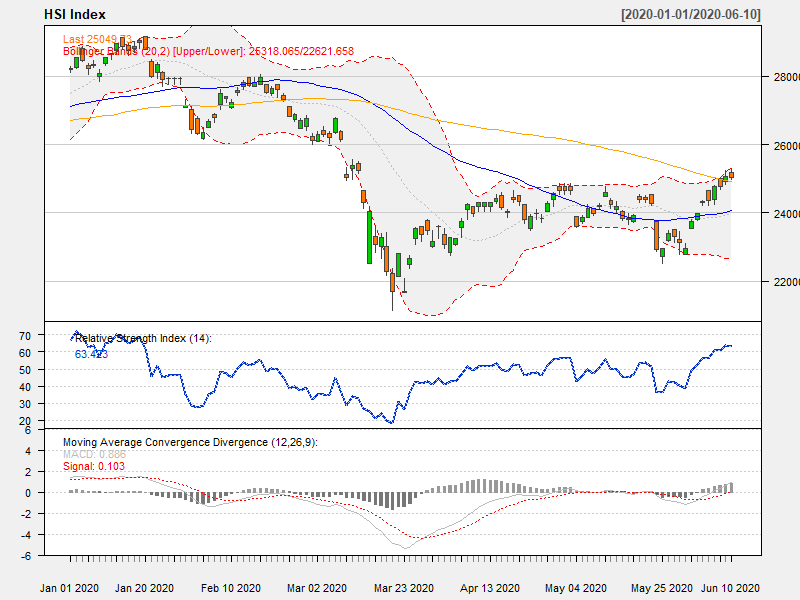 HSI Index [2020-01-01/2020-06-10]
Last 25049.73
Bollinger Bands (20,2) [Upper/Lower]: 25318.065/22621.658
28000
26000
24000
22000
Relative Strength Index (14):
63.423
70
60
50
40
30
20
Moving Average Convergence Divergence (12,26,9):
MACD: 0.886
Signal: 0.103
6
4
2
0
-2
-4
-6
Jan 01 2020 Jan 20 2020 Feb 10 2020 Mar 02 2020 Mar 23 2020 Apr 13 2020 May 04 2020 May 25 2020 Jun 10 2020